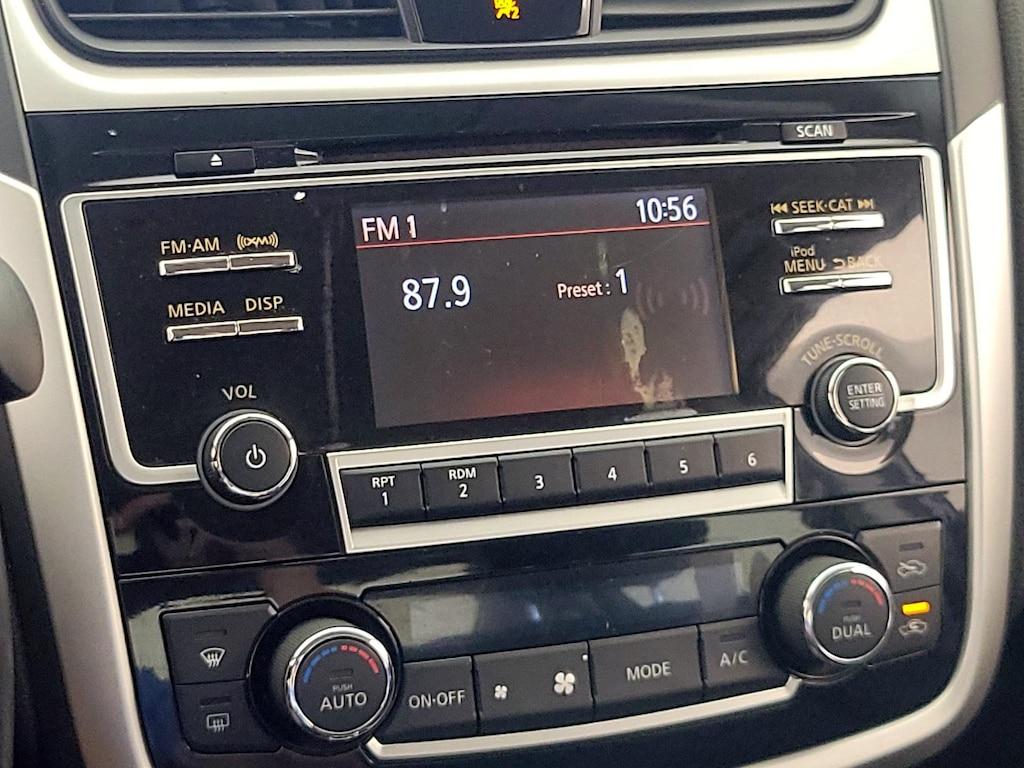 2
SCAN
FM 1 10:56
87.9 Preset : 1
FM·AM ((XM))
MEDIA DISP
SEEK·CAT
iPod
MENU BACK
VOL
TUNE·SCROLL
ENTER
SETTING
RPT
1
RDM
2
3
4
5
6
PUSH
AUTO
ON·OFF
MODE
A/C
PUSH
DUAL